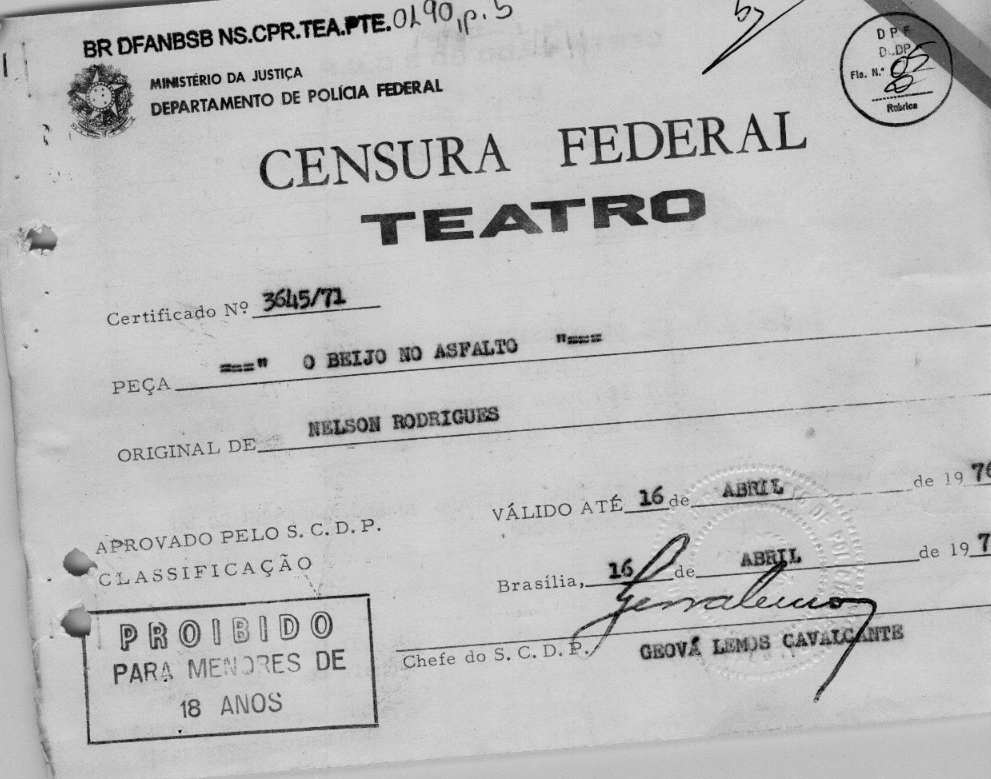 BR DFANBSB NS.CPR.TEA.PTE.0190, p. 5
MINISTÉRIO DA JUSTIÇA
DEPARTAMENTO DE POLÍCIA FEDERAL
D P F
Fls. N.º 05
Rubrica
CENSURA FEDERAL
TEATRO
Certificado Nº 3645/71
PEÇA ===" O BEIJO NO ASFALTO "===
ORIGINAL DE NELSON RODRIGUES
VÁLIDO ATÉ 16 de ABRIL de 19 76
APROVADO PELO S. C. D. P.
CLASSIFICAÇÃO
Brasília, 16 de ABRIL de 19 7
PROIBIDO
PARA MENORES DE
18 ANOS
Chefe do S. C. D. P.
GEOVÁ LEMOS CAVALCANTE